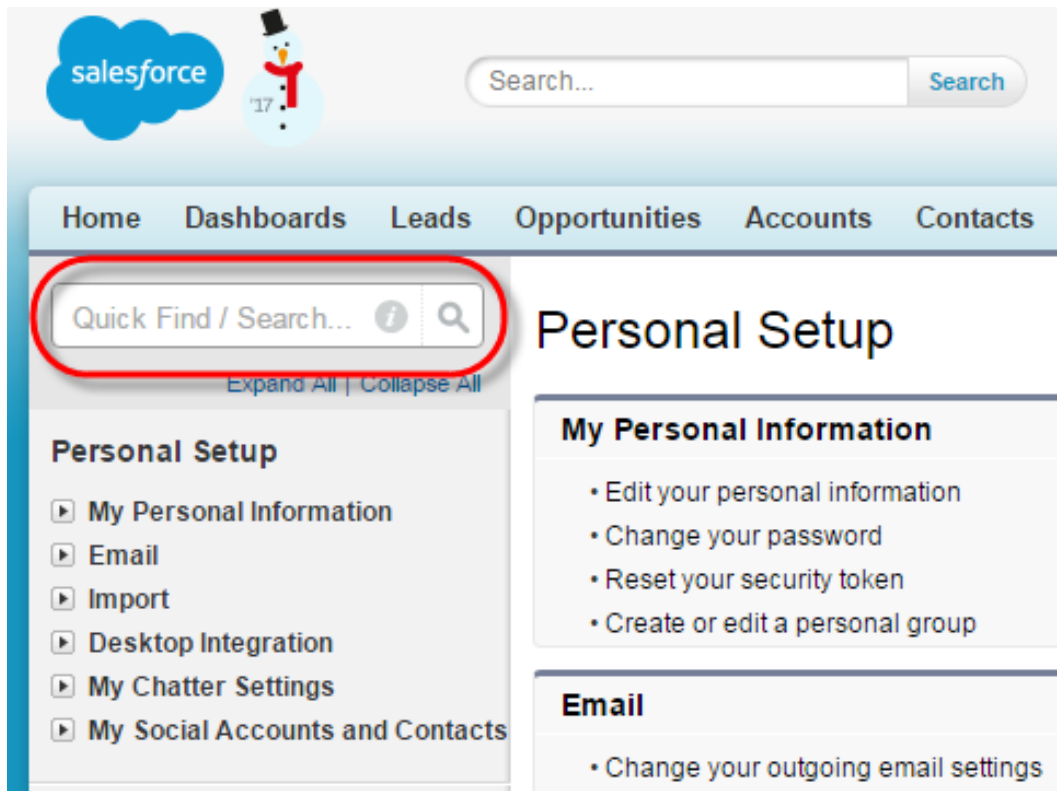 salesforce
'17
Search...
Search
Home Dashboards Leads Opportunities Accounts Contacts
Quick Find / Search...
Expand All | Collapse All
Personal Setup
My Personal Information
Email
Import
Desktop Integration
My Chatter Settings
My Social Accounts and Contacts
Personal Setup
My Personal Information
• Edit your personal information
• Change your password
• Reset your security token
• Create or edit a personal group
Email
• Change your outgoing email settings